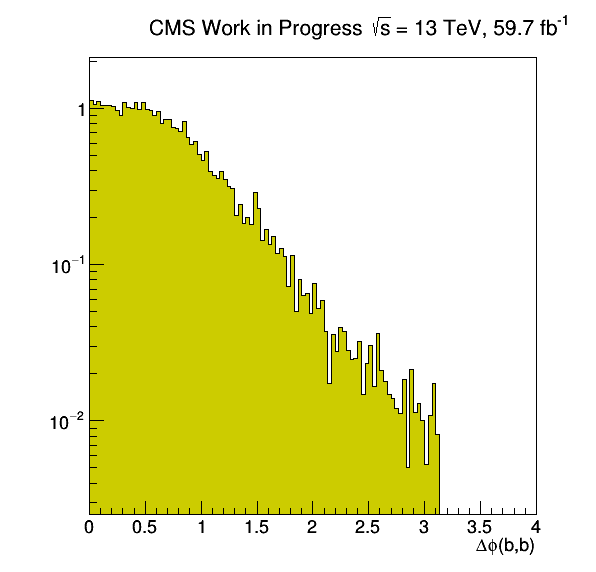 CMS Work in Progress √s = 13 TeV, 59.7 fb⁻¹
1
10⁻¹
10⁻²
0 0.5 1 1.5 2 2.5 3 3.5 4
Δϕ(b,b)